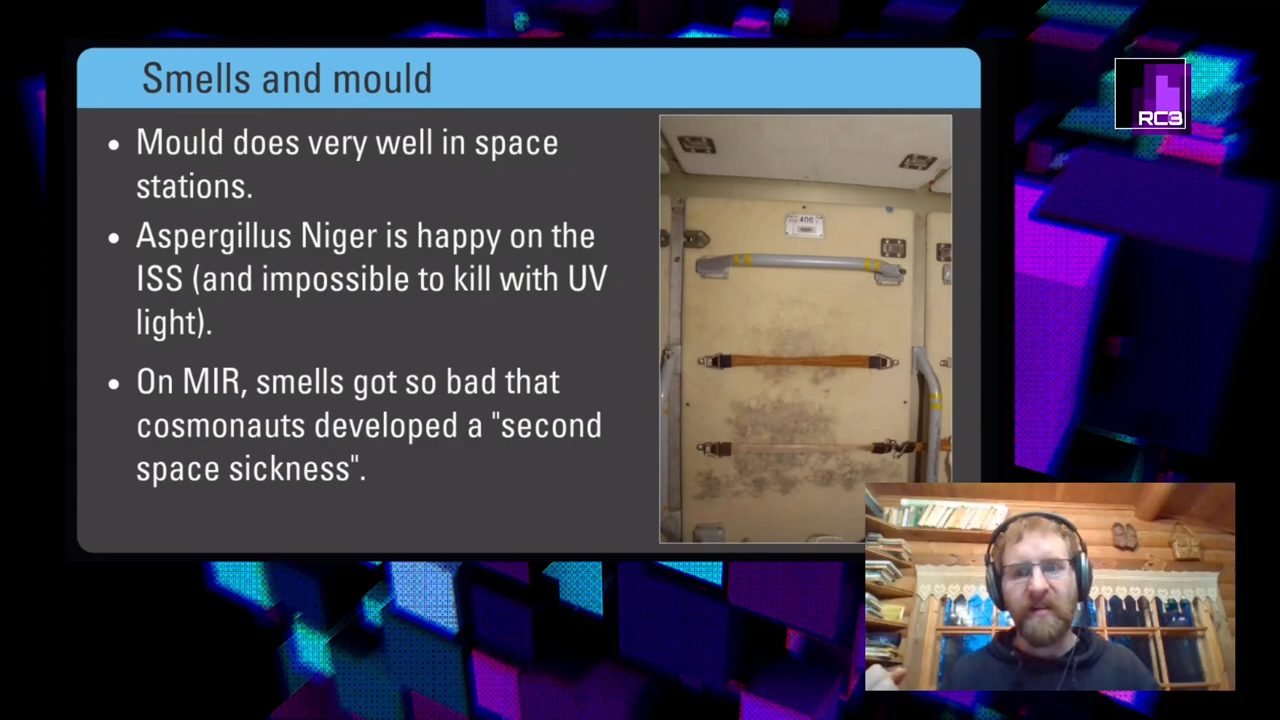 Smells and mould
RC3
• Mould does very well in space
stations.
• Aspergillus Niger is happy on the
ISS (and impossible to kill with UV
light).
• On MIR, smells got so bad that
cosmonauts developed a "second
space sickness".
406